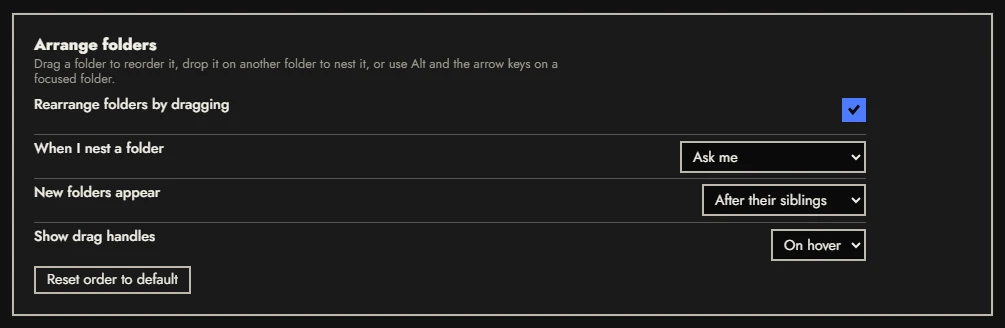 Arrange folders
Drag a folder to reorder it, drop it on another folder to nest it, or use Alt and the arrow keys on a
focused folder.
Rearrange folders by dragging
When I nest a folder
Ask me
New folders appear
After their siblings
Show drag handles
On hover
Reset order to default